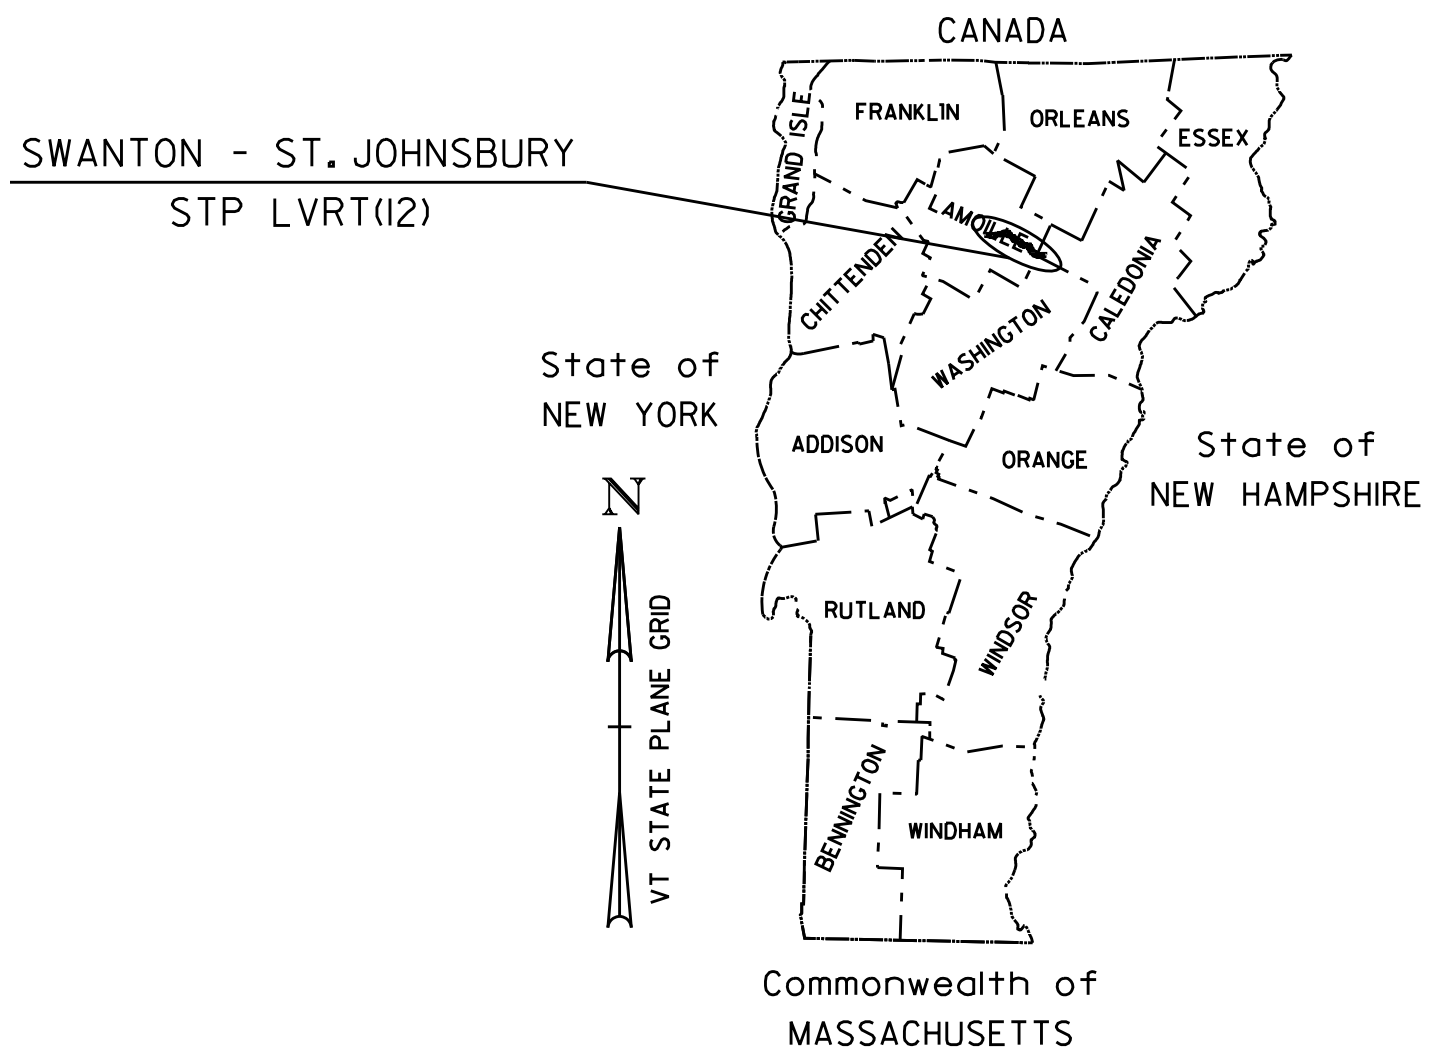 CANADA
FRANKLIN
ORLEANS
ESSEX
GRAND ISLE
SWANTON - ST. JOHNSBURY
STP LVRT(12)
LAMOILLE
CHITTENDEN
CALEDONIA
WASHINGTON
State of
NEW YORK
ADDISON
ORANGE
State of
NEW HAMPSHIRE
N
VT STATE PLANE GRID
RUTLAND
WINDSOR
BENNINGTON
WINDHAM
Commonwealth of
MASSACHUSETTS